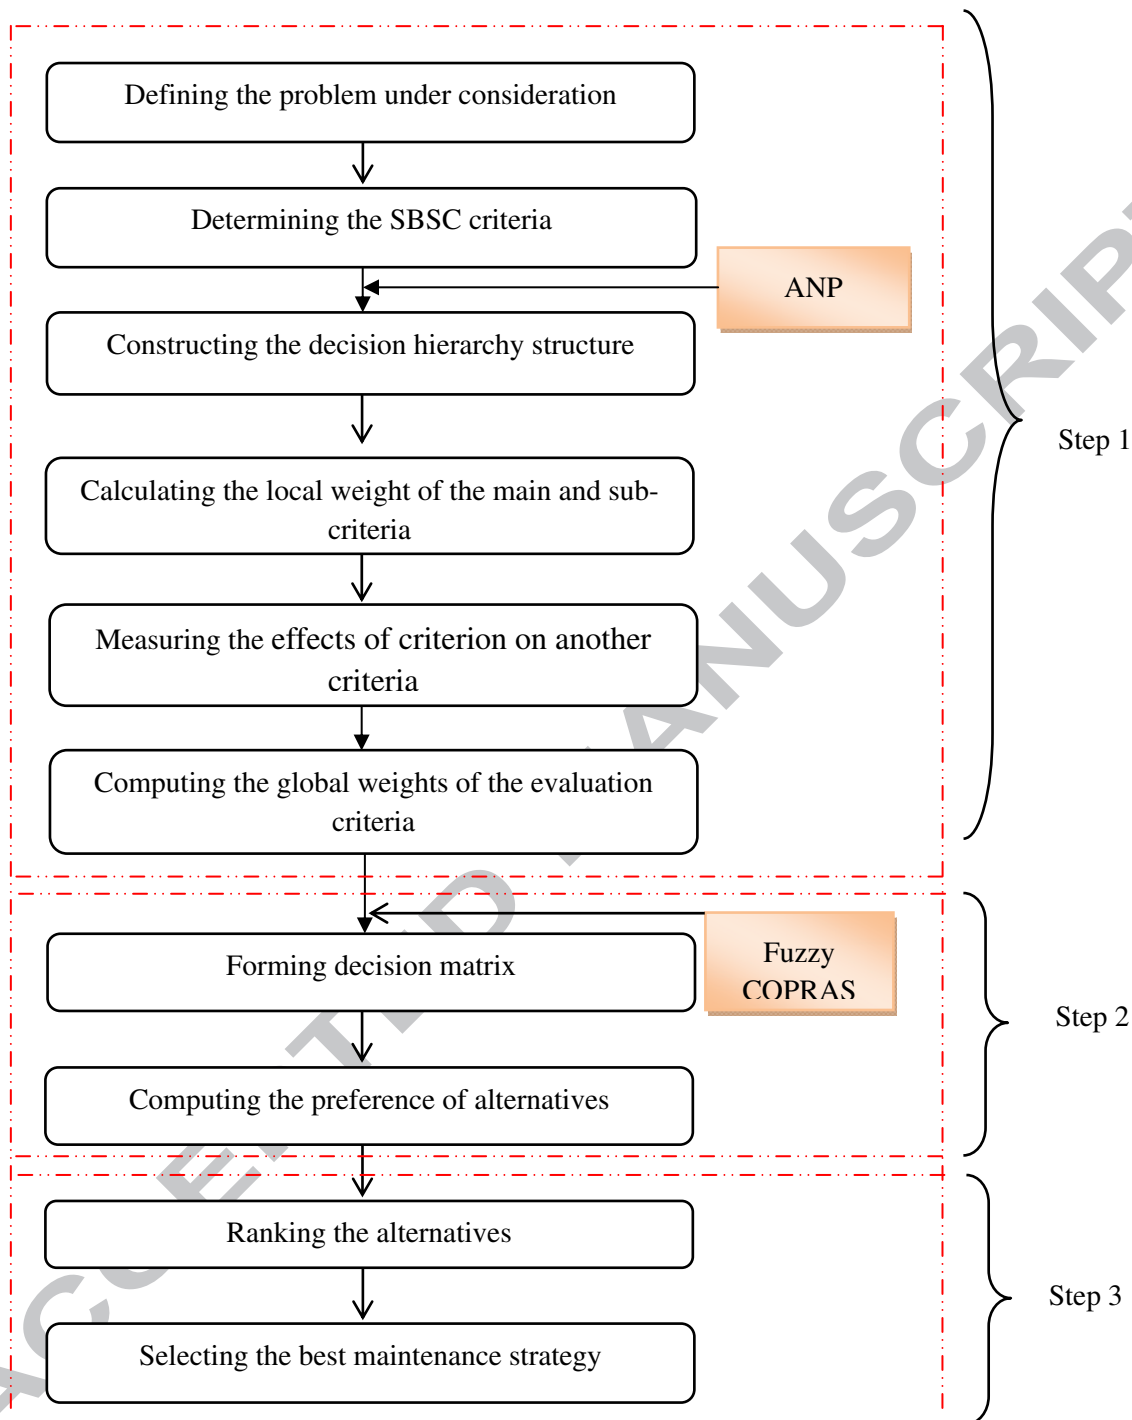 Defining the problem under consideration
Determining the SBSC criteria
ANP
Constructing the decision hierarchy structure
Step 1
Calculating the local weight of the main and sub-
criteria
Measuring the effects of criterion on another
criteria
Computing the global weights of the evaluation
criteria
Forming decision matrix
Fuzzy
COPRAS
Step 2
Computing the preference of alternatives
Ranking the alternatives
Step 3
Selecting the best maintenance strategy
ACCEPTED MANUSCRIPT